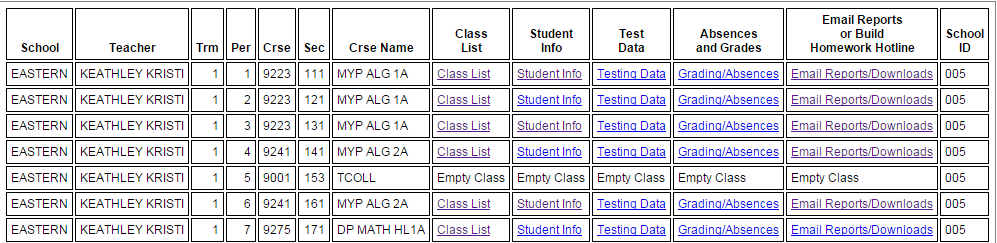 School Teacher Trm Per Crse Sec Crse Name Class List Student Info Test Data Absences and Grades Email Reports or Build Homework Hotline School ID
EASTERN KEATHLEY KRISTI 1 1 9223 111 MYP ALG 1A Class List Student Info Testing Data Grading/Absences Email Reports/Downloads 005
EASTERN KEATHLEY KRISTI 1 2 9223 121 MYP ALG 1A Class List Student Info Testing Data Grading/Absences Email Reports/Downloads 005
EASTERN KEATHLEY KRISTI 1 3 9223 131 MYP ALG 1A Class List Student Info Testing Data Grading/Absences Email Reports/Downloads 005
EASTERN KEATHLEY KRISTI 1 4 9241 141 MYP ALG 2A Class List Student Info Testing Data Grading/Absences Email Reports/Downloads 005
EASTERN KEATHLEY KRISTI 1 5 9001 153 TCOLL Empty Class Empty Class Empty Class Empty Class Empty Class 005
EASTERN KEATHLEY KRISTI 1 6 9241 161 MYP ALG 2A Class List Student Info Testing Data Grading/Absences Email Reports/Downloads 005
EASTERN KEATHLEY KRISTI 1 7 9275 171 DP MATH HL1A Class List Student Info Testing Data Grading/Absences Email Reports/Downloads 005